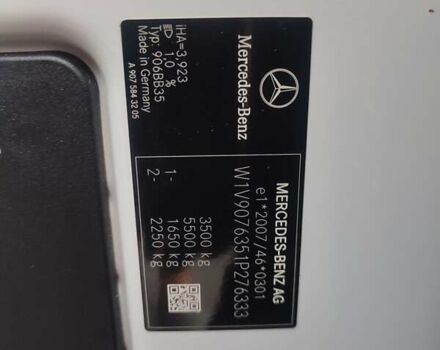 Mercedes-Benz
MERCEDES-BENZ AG
e1*2007/46*0301
W1V9076351P276333
3500 kg
5500 kg
1- 1650 kg
2- 2250 kg
iHA=3,923
1,0 %
Typ: 906BB35
Made in Germany
A 907 584 32 05